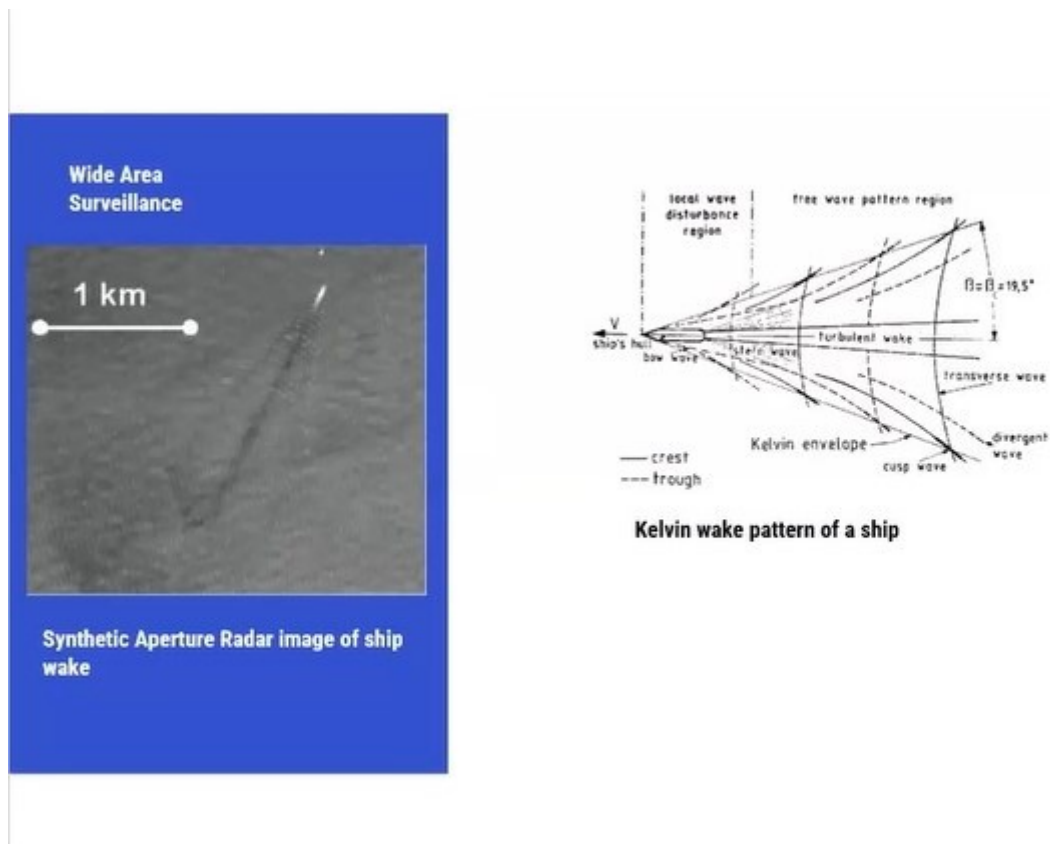 Wide Area
Surveillance
1 km
Synthetic Aperture Radar image of ship
wake
local wave
disturbance
region
free wave pattern region
β=β=19,5°
V
ship's hull
bow wave
stern wave
turbulent wake
transverse wave
divergent
wave
Kelvin envelope
cusp wave
crest
trough
Kelvin wake pattern of a ship